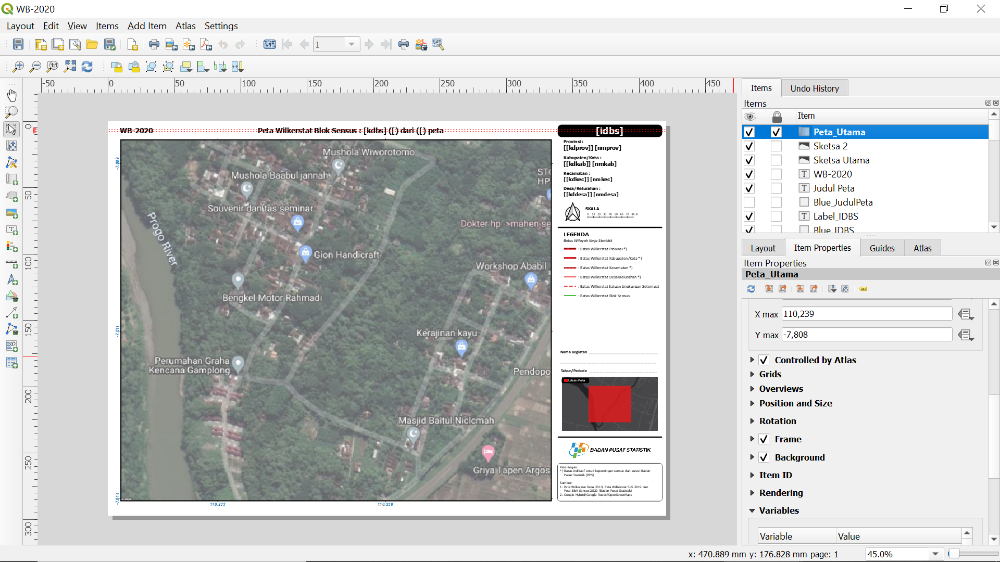 WB-2020
Layout Edit View Items Add Item Atlas Settings
1
-50 0 50 100 150 200 250 300 350 400 450
0
50
100
150
200
250
300
WB-2020
Peta Wilkerstat Blok Sensus : [kdbs] ([) dari ([) peta
[idbs]
Mushola Wiworotomo
Mushola Baabul jannah
Souvenir dan tas seminar
Progo River
Gion Handicraft
Bengkel Motor Rahmadi
Perumahan Graha
Kencana Gamplong
STO
HP
Dokter hp ->mahen se
Workshop Ababil
Kerajinan kayu
Pendopo
Masjid Baitul Niclcmah
Griya Tapen Argos
-7.809
-7.811
-7.814
110.233
110.236
Provinsi :
[[kdprov]] [nmprov]
Kabupaten/Kota :
[[kdkab]] [nmkab]
Kecamatan :
[[kdkec]] [nmkec]
Desa/Kelurahan :
[[kddesa]] [nmdesa]
SKALA
0 10 20 30 40 50 60 70 80 m
LEGENDA
Batas Wilayah Kerja Statistik
: Batas Wilkerstat Provinsi *)
: Batas Wilkerstat Kabupaten/Kota *)
: Batas Wilkerstat Kecamatan *)
: Batas Wilkerstat Desa\Kelurahan *)
: Batas Wilkerstat Satuan Lingkungan Setempat
: Batas Wilkerstat Blok Sensus
Nama Kegiatan
Tahun/Periode
Lokasi Peta
BADAN PUSAT STATISTIK
Keterangan:
*) Batas indikatif untuk kepentingan sensus dan survei Badan
Pusat Statistik (BPS)
Sumber:
1. Peta Wilkerstat Desa 2019, Peta Wilkerstat SLS 2019 dan
Peta Blok Sensus 2020 (Badan Pusat Statistik)
2. Google Hybrid/Google Roads/OpenStreetMaps
Items Undo History
Items
Item
Peta_Utama
Sketsa 2
Sketsa Utama
WB-2020
Judul Peta
Blue_JudulPeta
Label_IDBS
Blue_IDBS
Layout Item Properties Guides Atlas
Item Properties
Peta_Utama
X max 110,239
Y max -7,808
Controlled by Atlas
Grids
Overviews
Position and Size
Rotation
Frame
Background
Item ID
Rendering
Variables
Variable Value
x: 470.889 mm y: 176.828 mm page: 1 45.0%